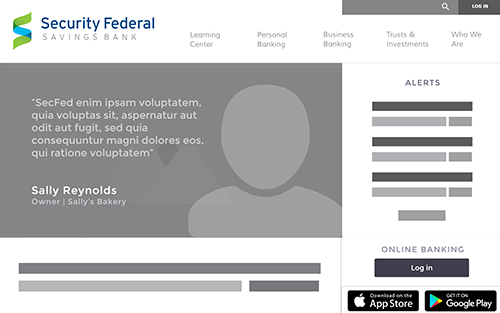 LOG IN
Security Federal
SAVINGS BANK
Learning
Center
Personal
Banking
Business
Banking
Trusts &
Investments
Who We
Are
"SecFed enim ipsam voluptatem,
quia voluptas sit, aspernatur aut
odit aut fugit, sed quia
consequuntur magni dolores eos,
qui ratione voluptatem"
Sally Reynolds
Owner | Sally's Bakery
ALERTS
ONLINE BANKING
Log in
Download on the
App Store
GET IT ON
Google Play